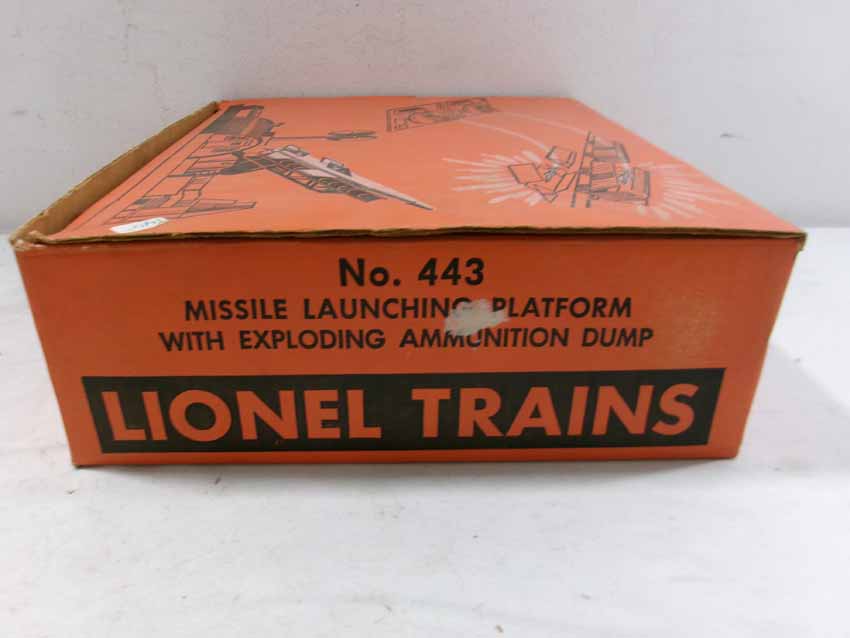 No. 443
MISSILE LAUNCHING PLATFORM
WITH EXPLODING AMMUNITION DUMP
LIONEL TRAINS